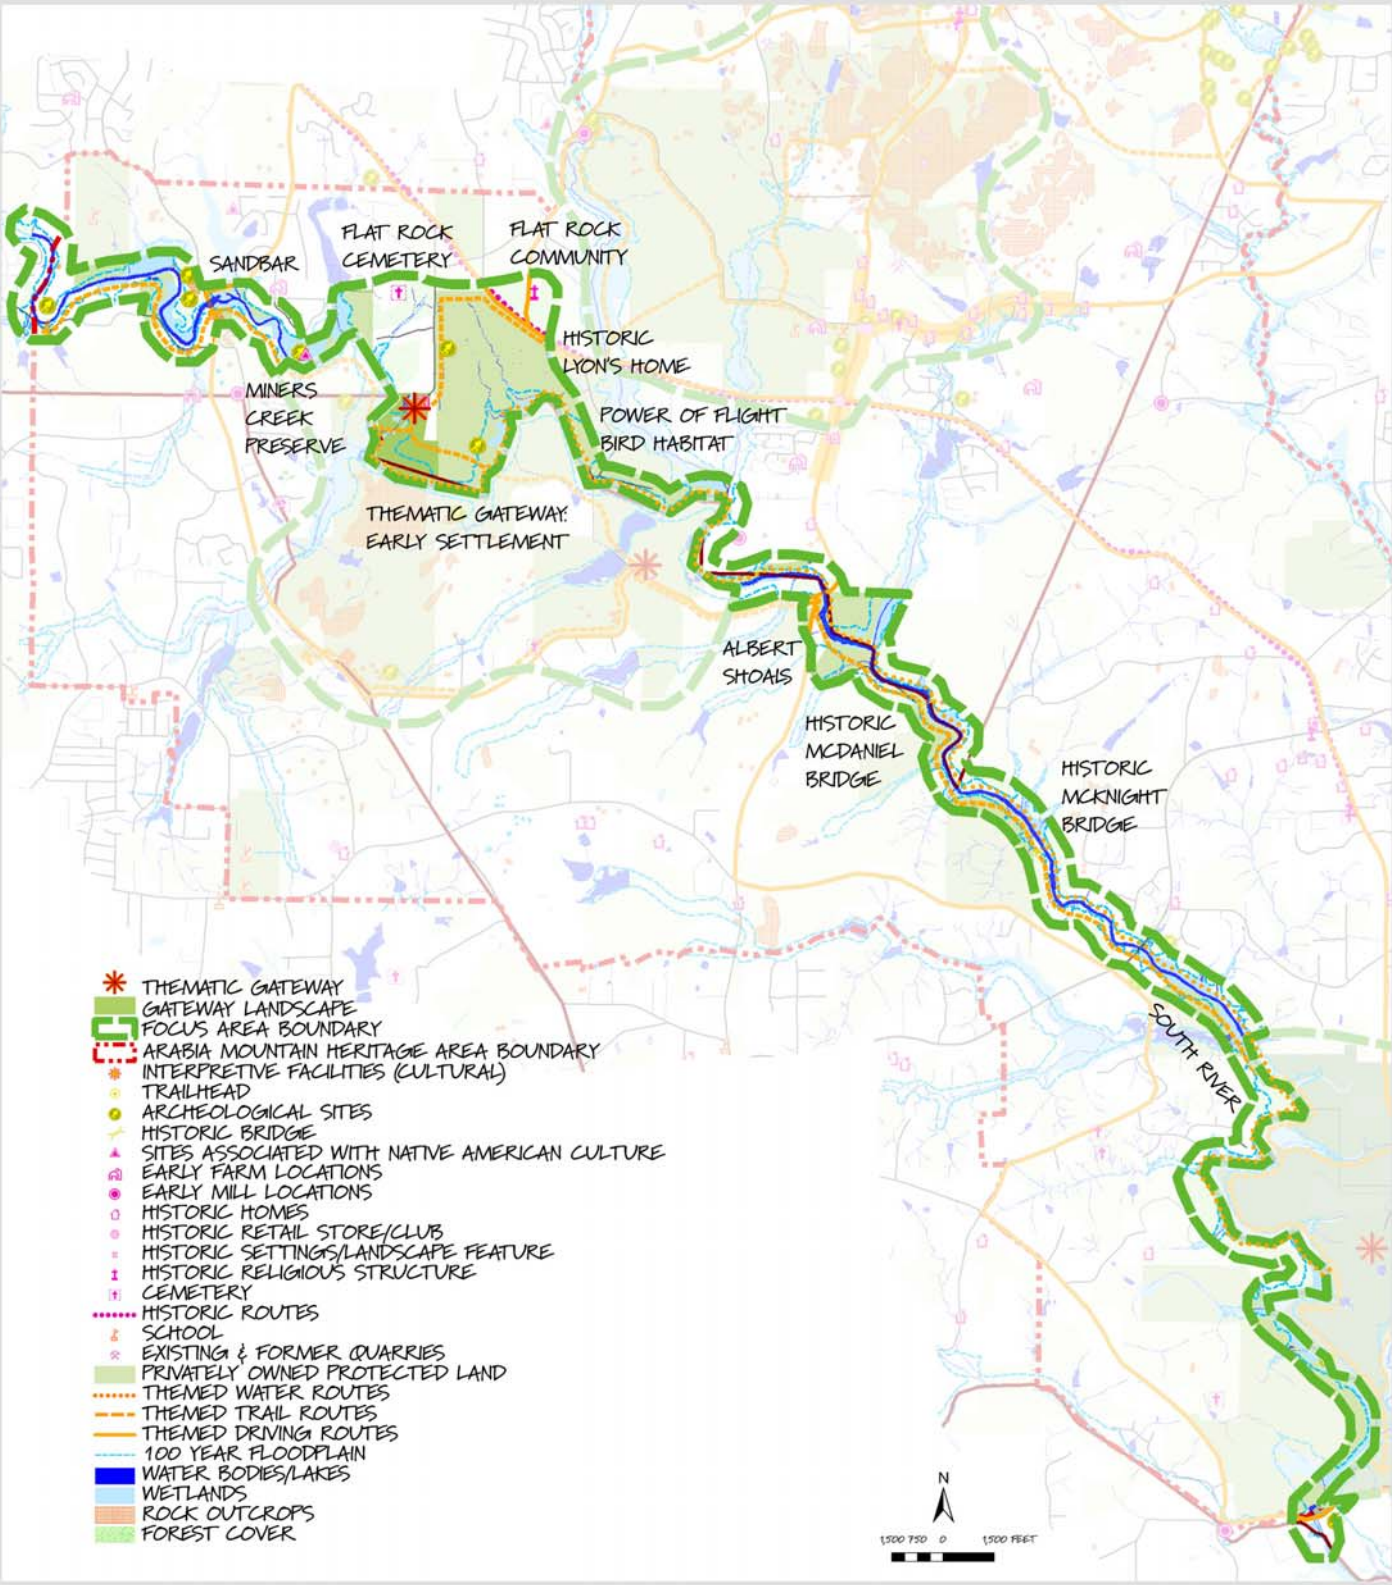 FLAT ROCK
CEMETERY
FLAT ROCK
COMMUNITY
SANDBAR
HISTORIC
LYON'S HOME
MINERS
CREEK
PRESERVE
POWER OF FLIGHT
BIRD HABITAT
THEMATIC GATEWAY:
EARLY SETTLEMENT
ALBERT
SHOALS
HISTORIC
MCDANIEL
BRIDGE
HISTORIC
MCKNIGHT
BRIDGE
SOUTH RIVER
THEMATIC GATEWAY
GATEWAY LANDSCAPE
FOCUS AREA BOUNDARY
ARABIA MOUNTAIN HERITAGE AREA BOUNDARY
INTERPRETIVE FACILITIES (CULTURAL)
TRAILHEAD
ARCHEOLOGICAL SITES
HISTORIC BRIDGE
SITES ASSOCIATED WITH NATIVE AMERICAN CULTURE
EARLY FARM LOCATIONS
EARLY MILL LOCATIONS
HISTORIC HOMES
HISTORIC RETAIL STORE/CLUB
HISTORIC SETTINGS/LANDSCAPE FEATURE
HISTORIC RELIGIOUS STRUCTURE
CEMETERY
HISTORIC ROUTES
SCHOOL
EXISTING & FORMER QUARRIES
PRIVATELY OWNED PROTECTED LAND
THEMED WATER ROUTES
THEMED TRAIL ROUTES
THEMED DRIVING ROUTES
100 YEAR FLOODPLAIN
WATER BODIES/LAKES
WETLANDS
ROCK OUTCROPS
FOREST COVER
N
1,500 750 0 1,500 FEET